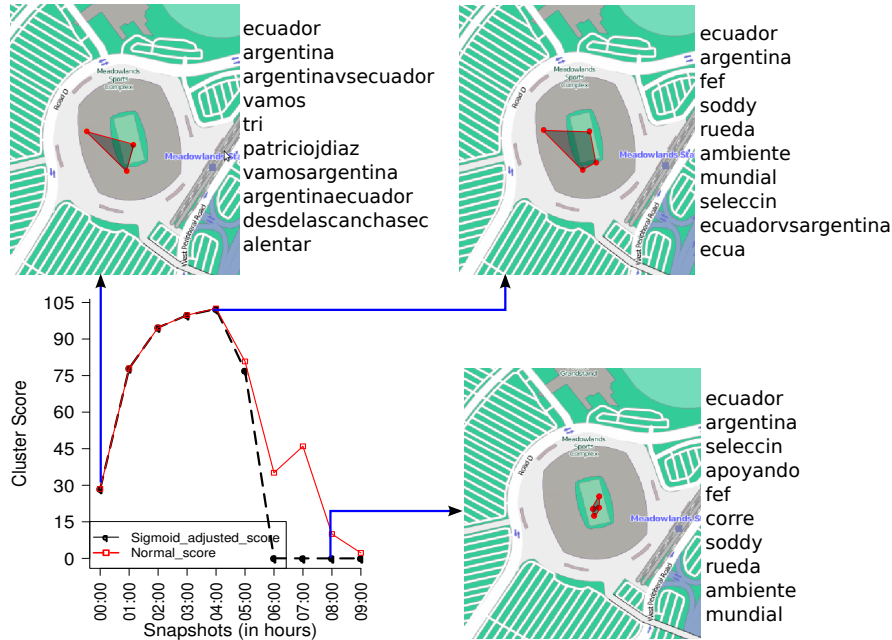 Meadowlands
Sports
Complex
Road D
Meadowlands Sta
West Peripheral Road
ecuador
argentina
argentinavsecuador
vamos
tri
patriciojdiaz
vamosargentina
argentinaecuador
desdelascanchasec
alentar
Meadowlands
Sports
Complex
Road D
Meadowlands Sta
West Peripheral Road
ecuador
argentina
fef
soddy
rueda
ambiente
mundial
seleccin
ecuadorvsargentina
ecua
105
90
75
60
45
30
15
0
Cluster Score
Sigmoid_adjusted_score
Normal_score
00:00
01:00
02:00
03:00
04:00
05:00
06:00
07:00
08:00
09:00
Snapshots (in hours)
Grandstand
Meadowlands
Sports
Complex
Road D
Meadowlands Sta
West Peripheral Road
ecuador
argentina
seleccin
apoyando
fef
corre
soddy
rueda
ambiente
mundial